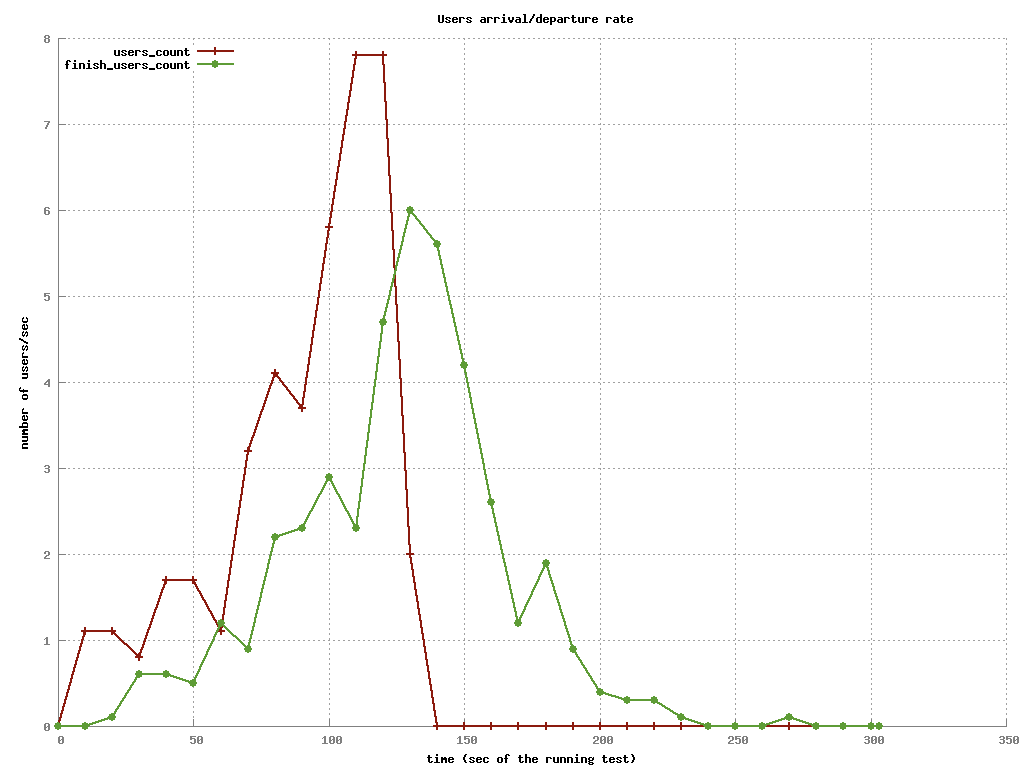 Users arrival/departure rate
users_count
finish_users_count
8
7
6
5
4
3
2
1
0
number of users/sec
0 50 100 150 200 250 300 350
time (sec of the running test)